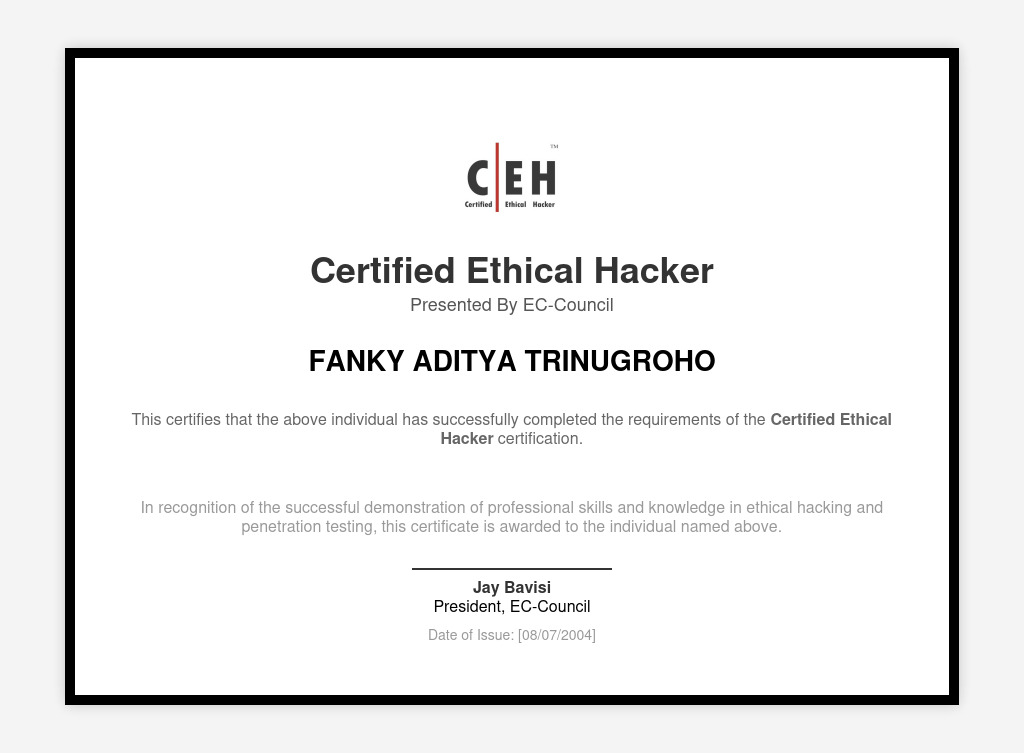 C EH ™
Certified Ethical Hacker
Certified Ethical Hacker
Presented By EC-Council
FANKY ADITYA TRINUGROHO
This certifies that the above individual has successfully completed the requirements of the Certified Ethical
Hacker certification.
In recognition of the successful demonstration of professional skills and knowledge in ethical hacking and
penetration testing, this certificate is awarded to the individual named above.
Jay Bavisi
President, EC-Council
Date of Issue: [08/07/2004]